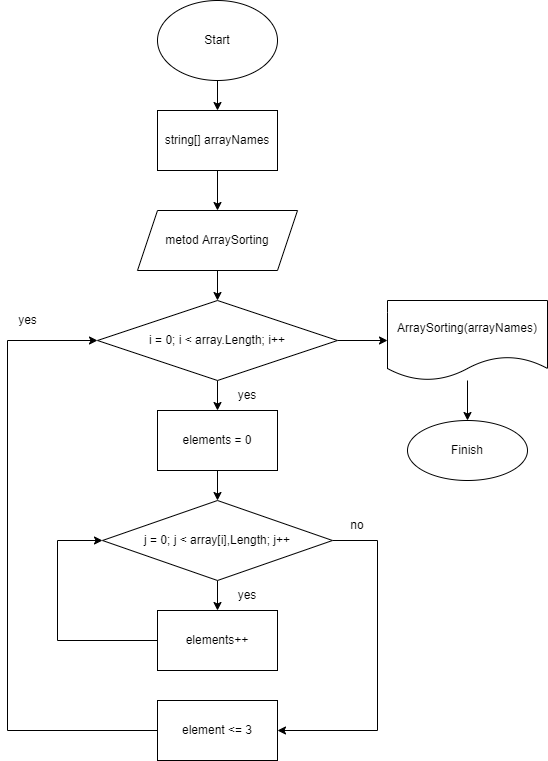 Start
string[] arrayNames
metod ArraySorting
yes
i = 0; i < array.Length; i++
ArraySorting(arrayNames)
yes
elements = 0
Finish
no
j = 0; j < array[i],Length; j++
yes
elements++
element <= 3